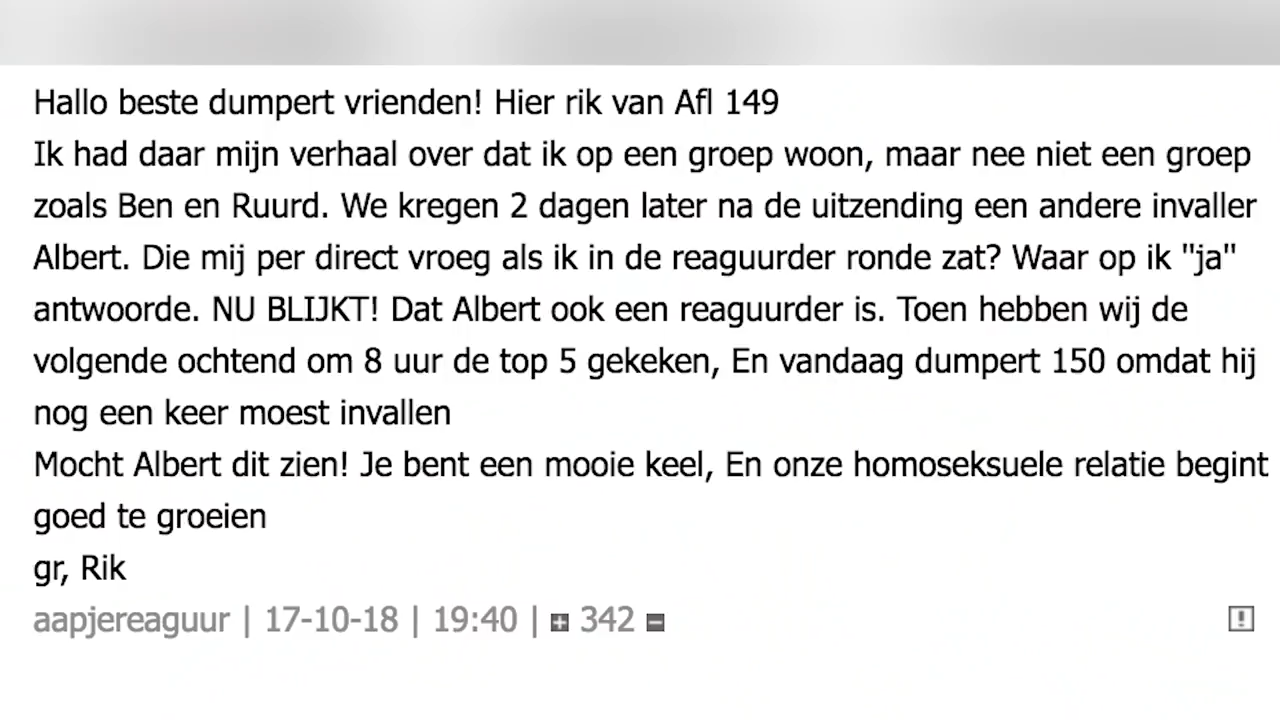 Hallo beste dumpert vrienden! Hier rik van Afl 149
Ik had daar mijn verhaal over dat ik op een groep woon, maar nee niet een groep
zoals Ben en Ruurd. We kregen 2 dagen later na de uitzending een andere invaller
Albert. Die mij per direct vroeg als ik in de reaguurder ronde zat? Waar op ik "ja"
antwoorde. NU BLIJKT! Dat Albert ook een reaguurder is. Toen hebben wij de
volgende ochtend om 8 uur de top 5 gekeken, En vandaag dumpert 150 omdat hij
nog een keer moest invallen
Mocht Albert dit zien! Je bent een mooie keel, En onze homoseksuele relatie begint
goed te groeien
gr, Rik
aapjereaguur | 17-10-18 | 19:40 | + 342 -